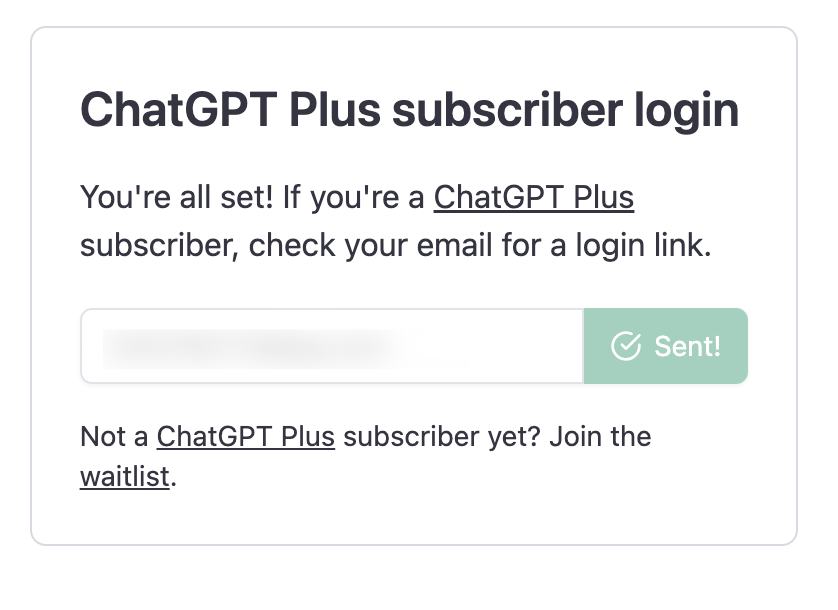 ChatGPT Plus subscriber login
You're all set! If you're a ChatGPT Plus
subscriber, check your email for a login link.
Sent!
Not a ChatGPT Plus subscriber yet? Join the
waitlist.